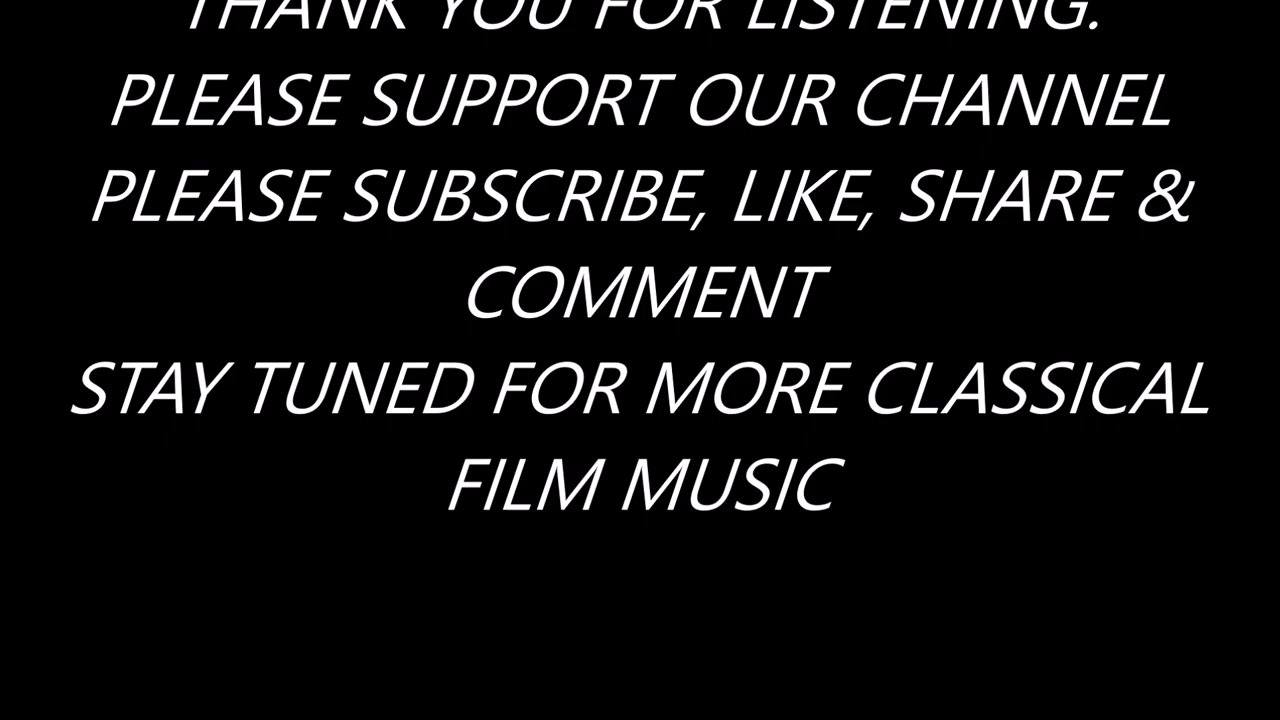 THANK YOU FOR LISTENING.
PLEASE SUPPORT OUR CHANNEL
PLEASE SUBSCRIBE, LIKE, SHARE &
COMMENT
STAY TUNED FOR MORE CLASSICAL
FILM MUSIC